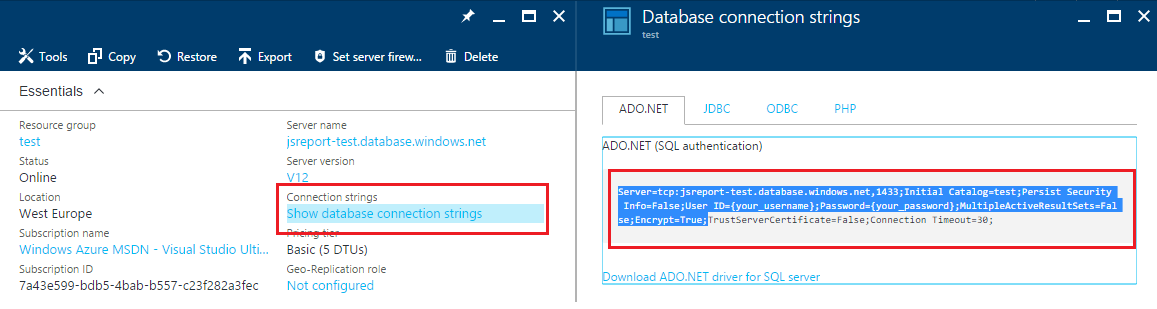 Tools Copy Restore Export Set server firew... Delete
Essentials
Resource group
test
Status
Online
Location
West Europe
Subscription name
Windows Azure MSDN - Visual Studio Ulti...
Subscription ID
7a43e599-bdb5-4bab-b557-c23f282a3fec
Server name
jsreport-test.database.windows.net
Server version
V12
Connection strings
Show database connection strings
Pricing tier
Basic (5 DTUs)
Geo-Replication role
Not configured
Database connection strings
test
ADO.NET JDBC ODBC PHP
ADO.NET (SQL authentication)
Server=tcp:jsreport-test.database.windows.net,1433;Initial Catalog=test;Persist Security
Info=False;User ID={your_username};Password={your_password};MultipleActiveResultSets=Fal
se;Encrypt=True;TrustServerCertificate=False;Connection Timeout=30;
Download ADO.NET driver for SQL server